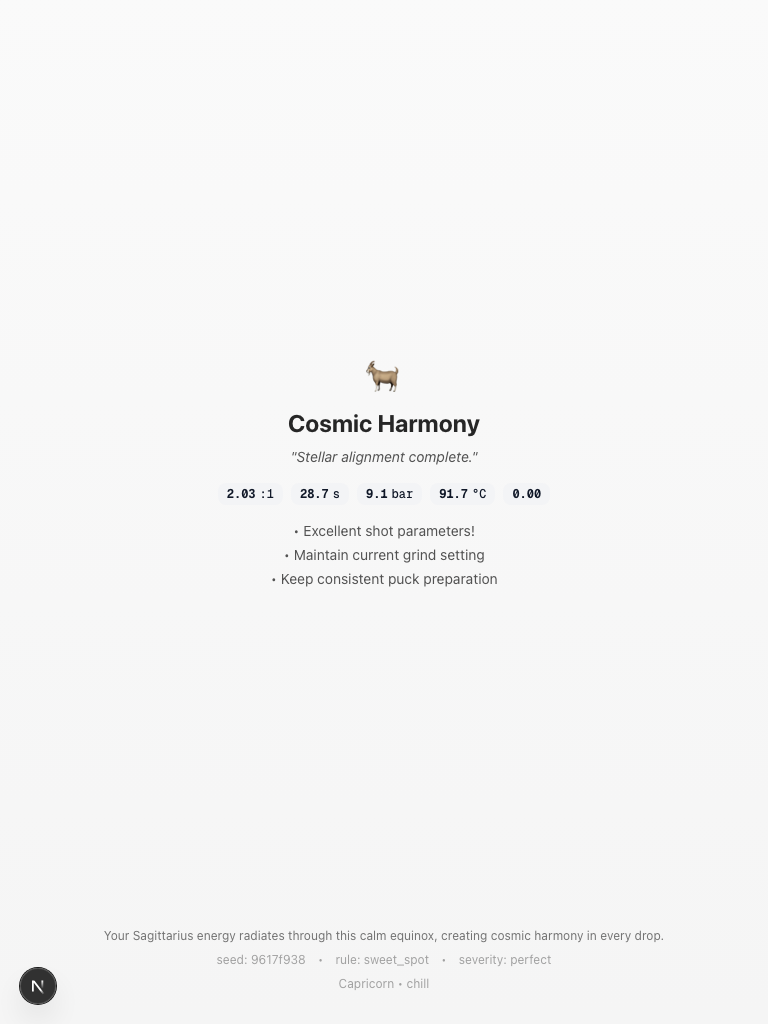 Cosmic Harmony
"Stellar alignment complete."
2.03 :1 28.7 s 9.1 bar 91.7 °C 0.00
• Excellent shot parameters!
• Maintain current grind setting
• Keep consistent puck preparation
Your Sagittarius energy radiates through this calm equinox, creating cosmic harmony in every drop.
seed: 9617f938 • rule: sweet_spot • severity: perfect
Capricorn • chill
N